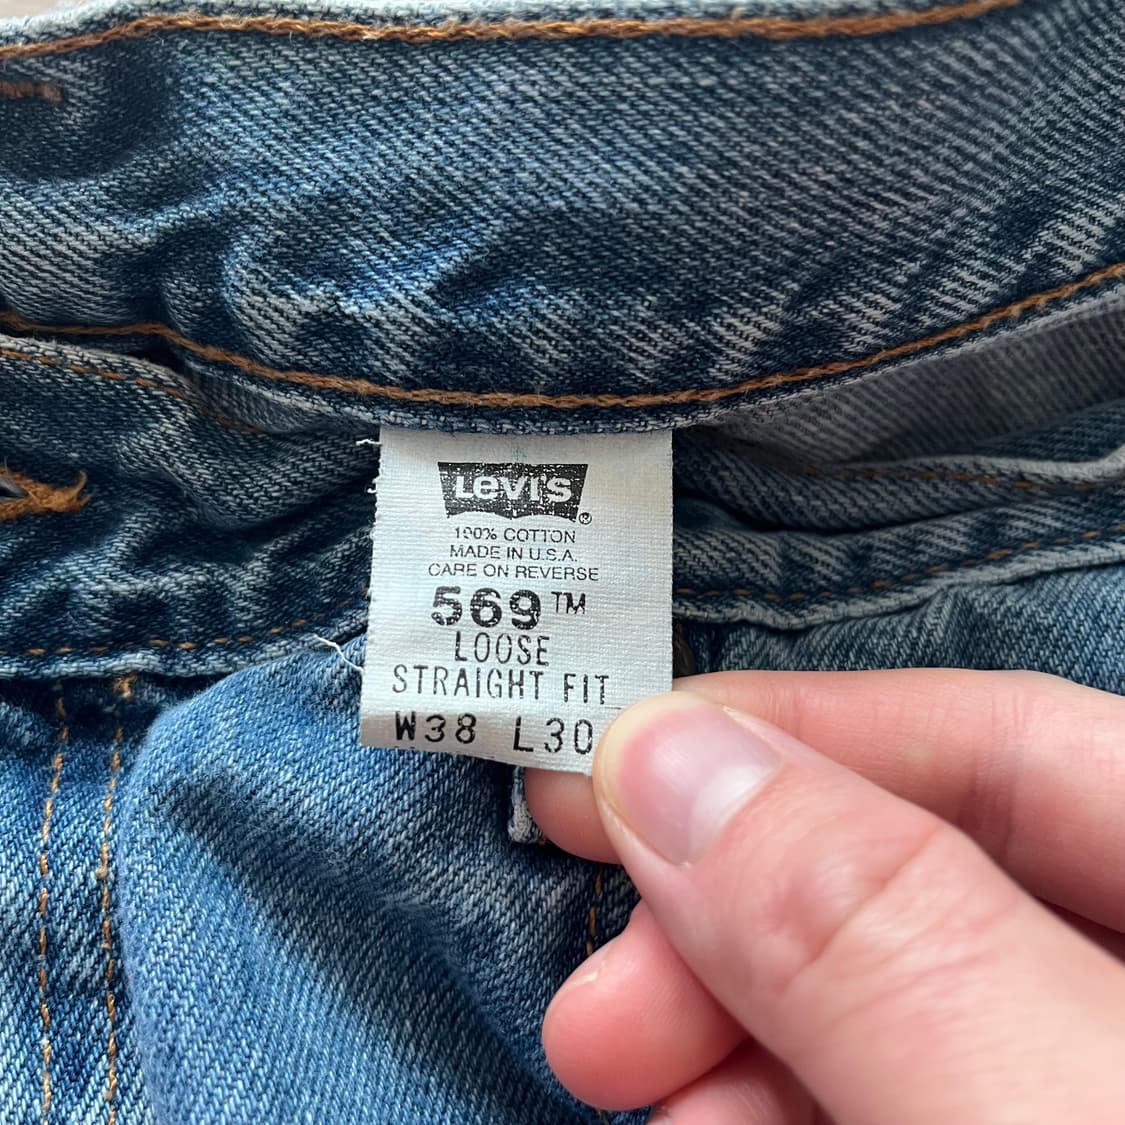 LEVI'S ®
100% COTTON
MADE IN U.S.A.
CARE ON REVERSE
569™
LOOSE
STRAIGHT FIT
W38 L30